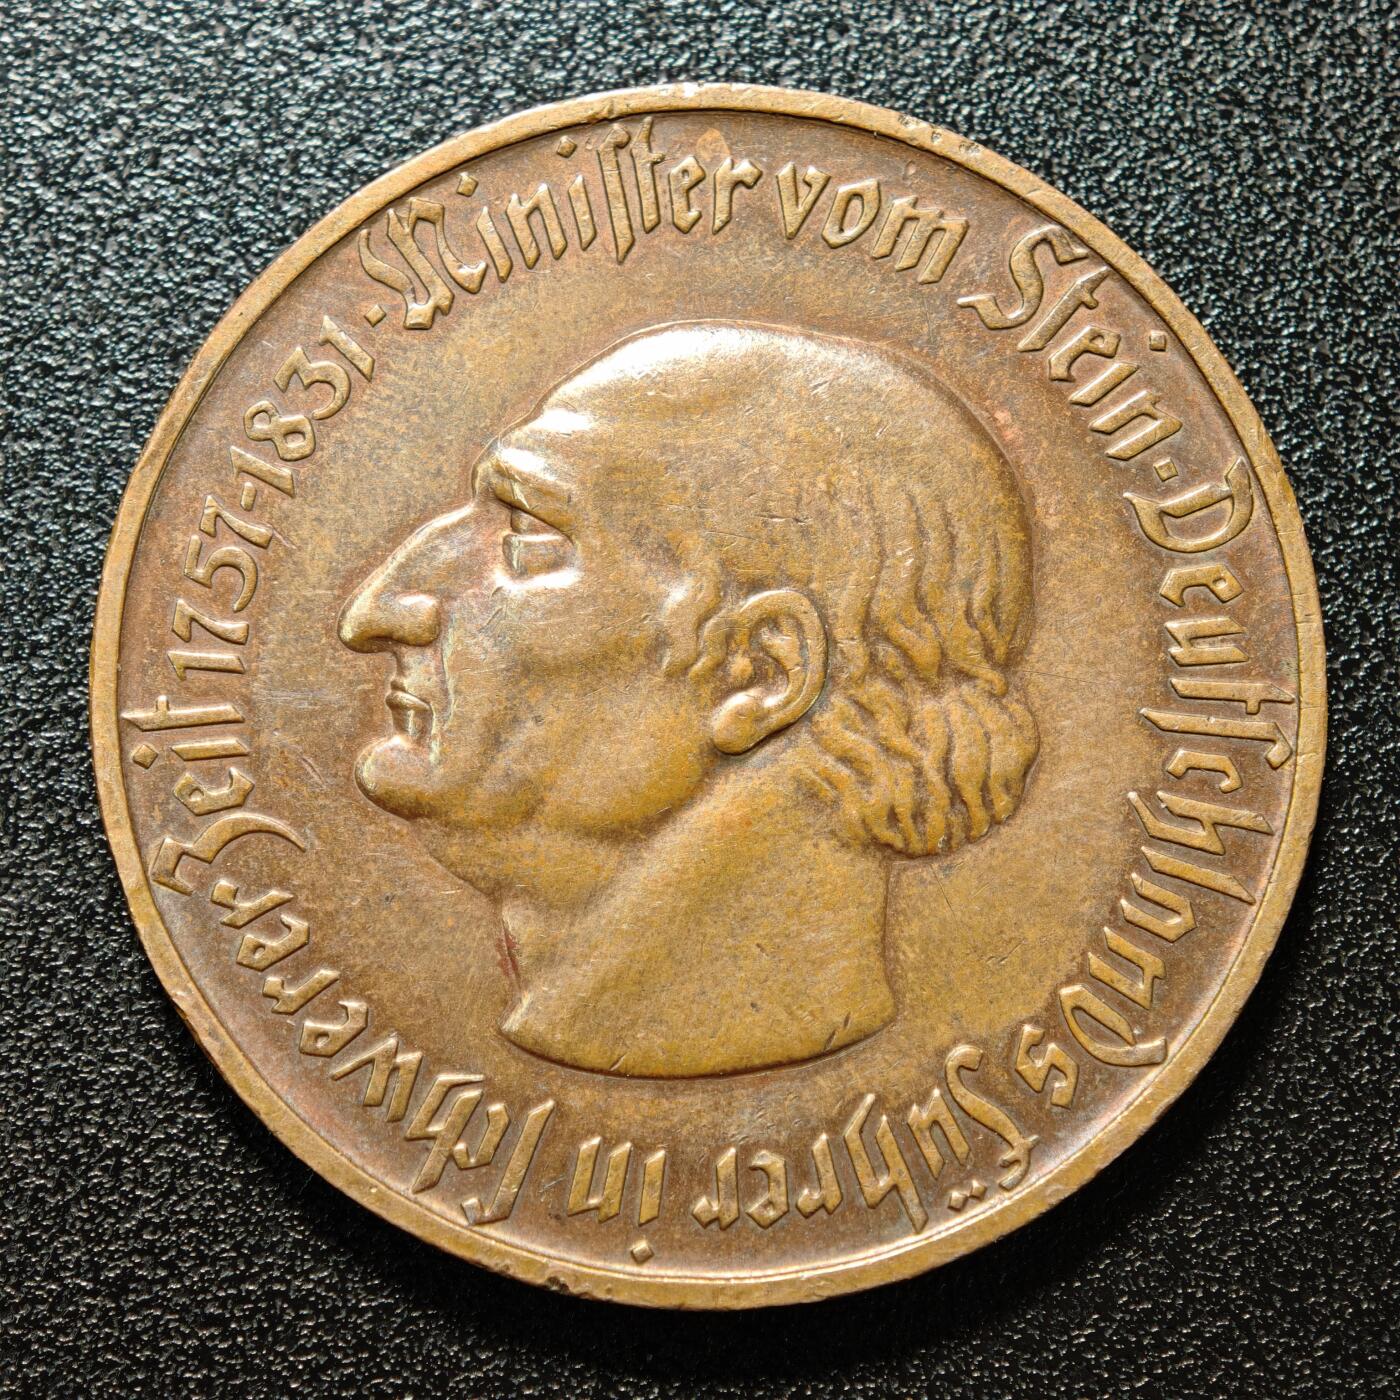 Minister vom Stein · Deutschlands Führer in schwerer Zeit 1757-1831 ·